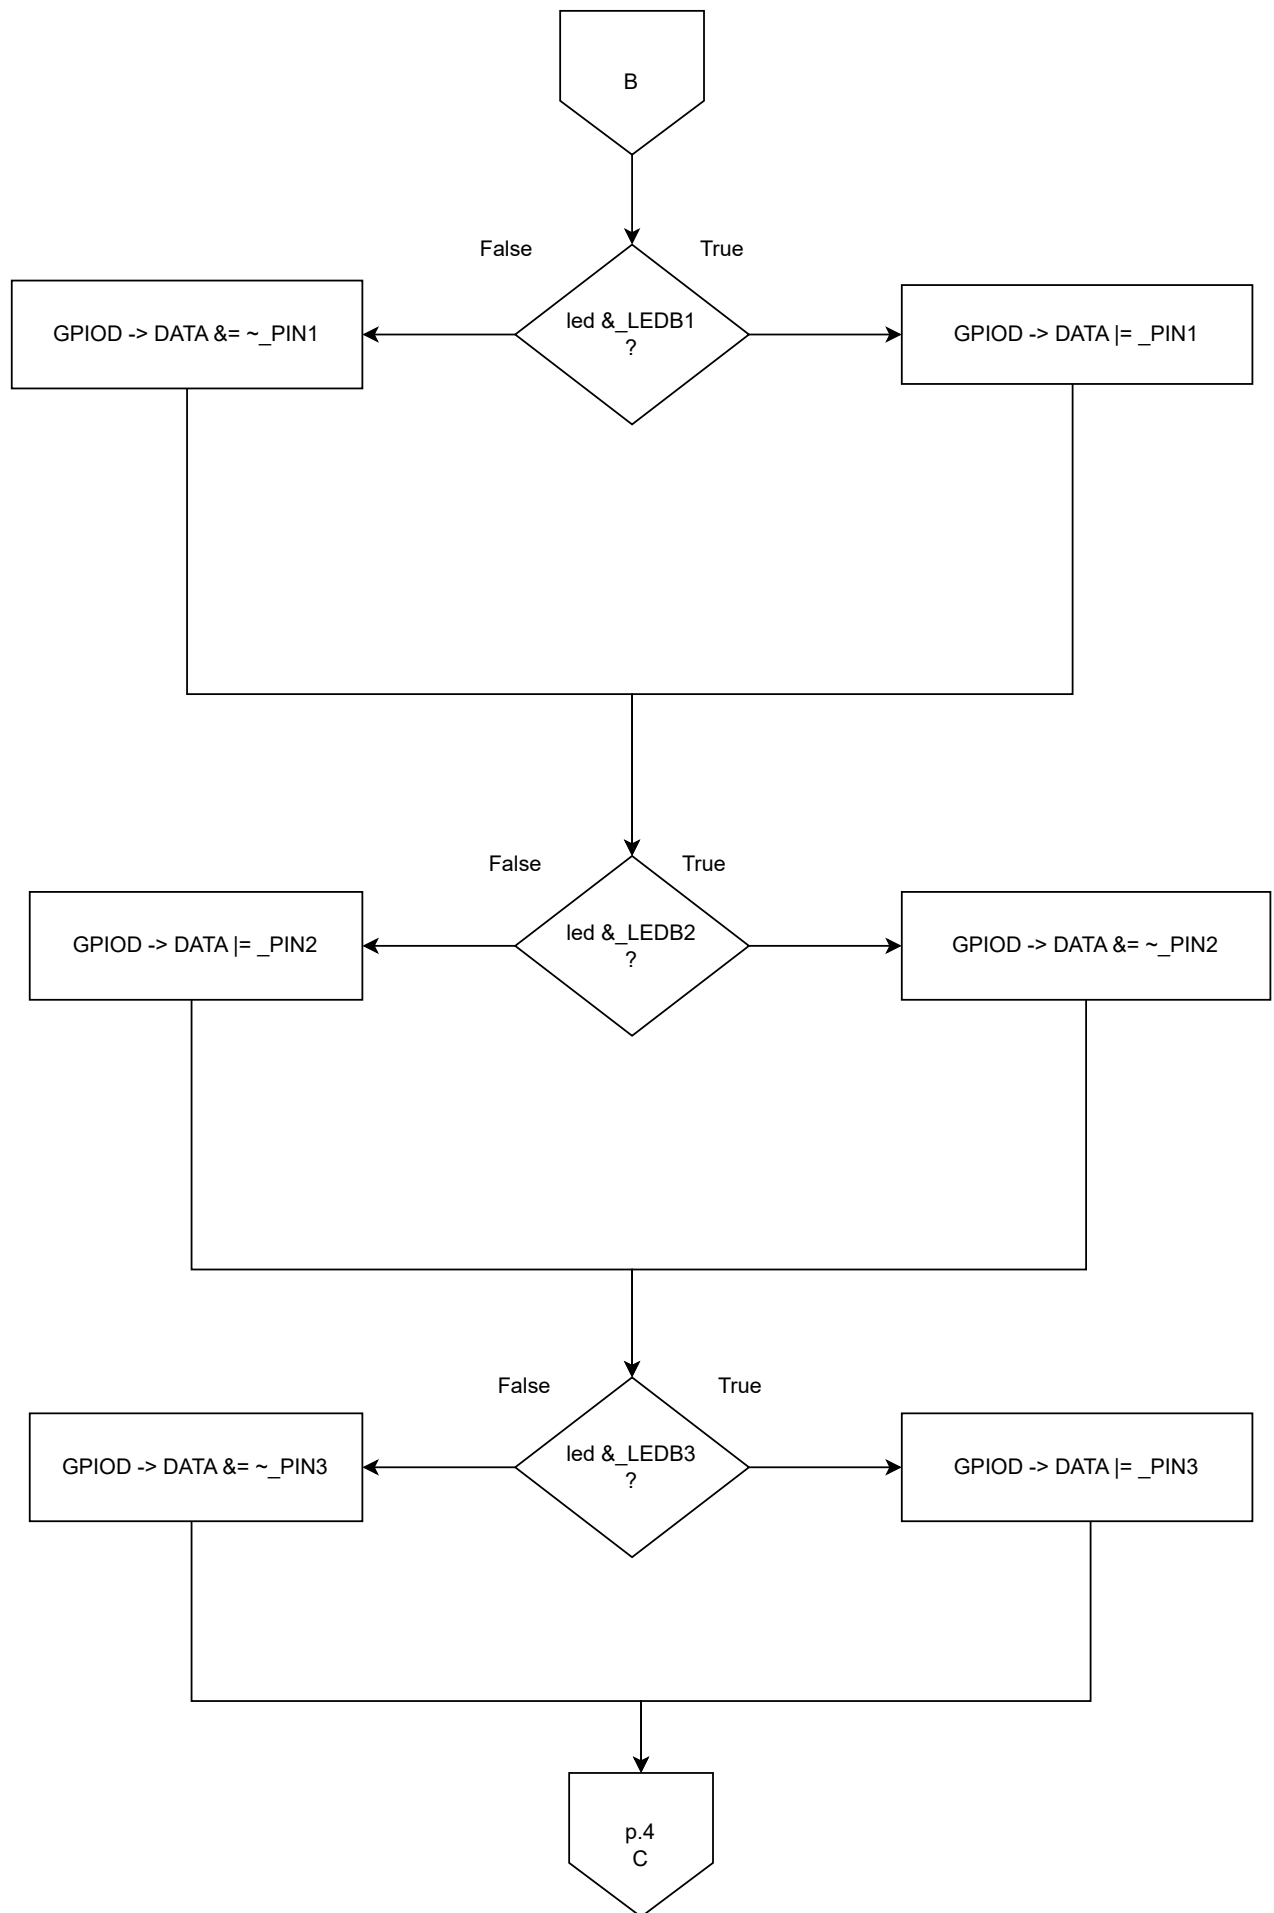 B
False
True
GPIOD -> DATA &= ~_PIN1
led &_LEDB1
?
GPIOD -> DATA |= _PIN1
False
True
GPIOD -> DATA |= _PIN2
led &_LEDB2
?
GPIOD -> DATA &= ~_PIN2
False
True
GPIOD -> DATA &= ~_PIN3
led &_LEDB3
?
GPIOD -> DATA |= _PIN3
p.4
C